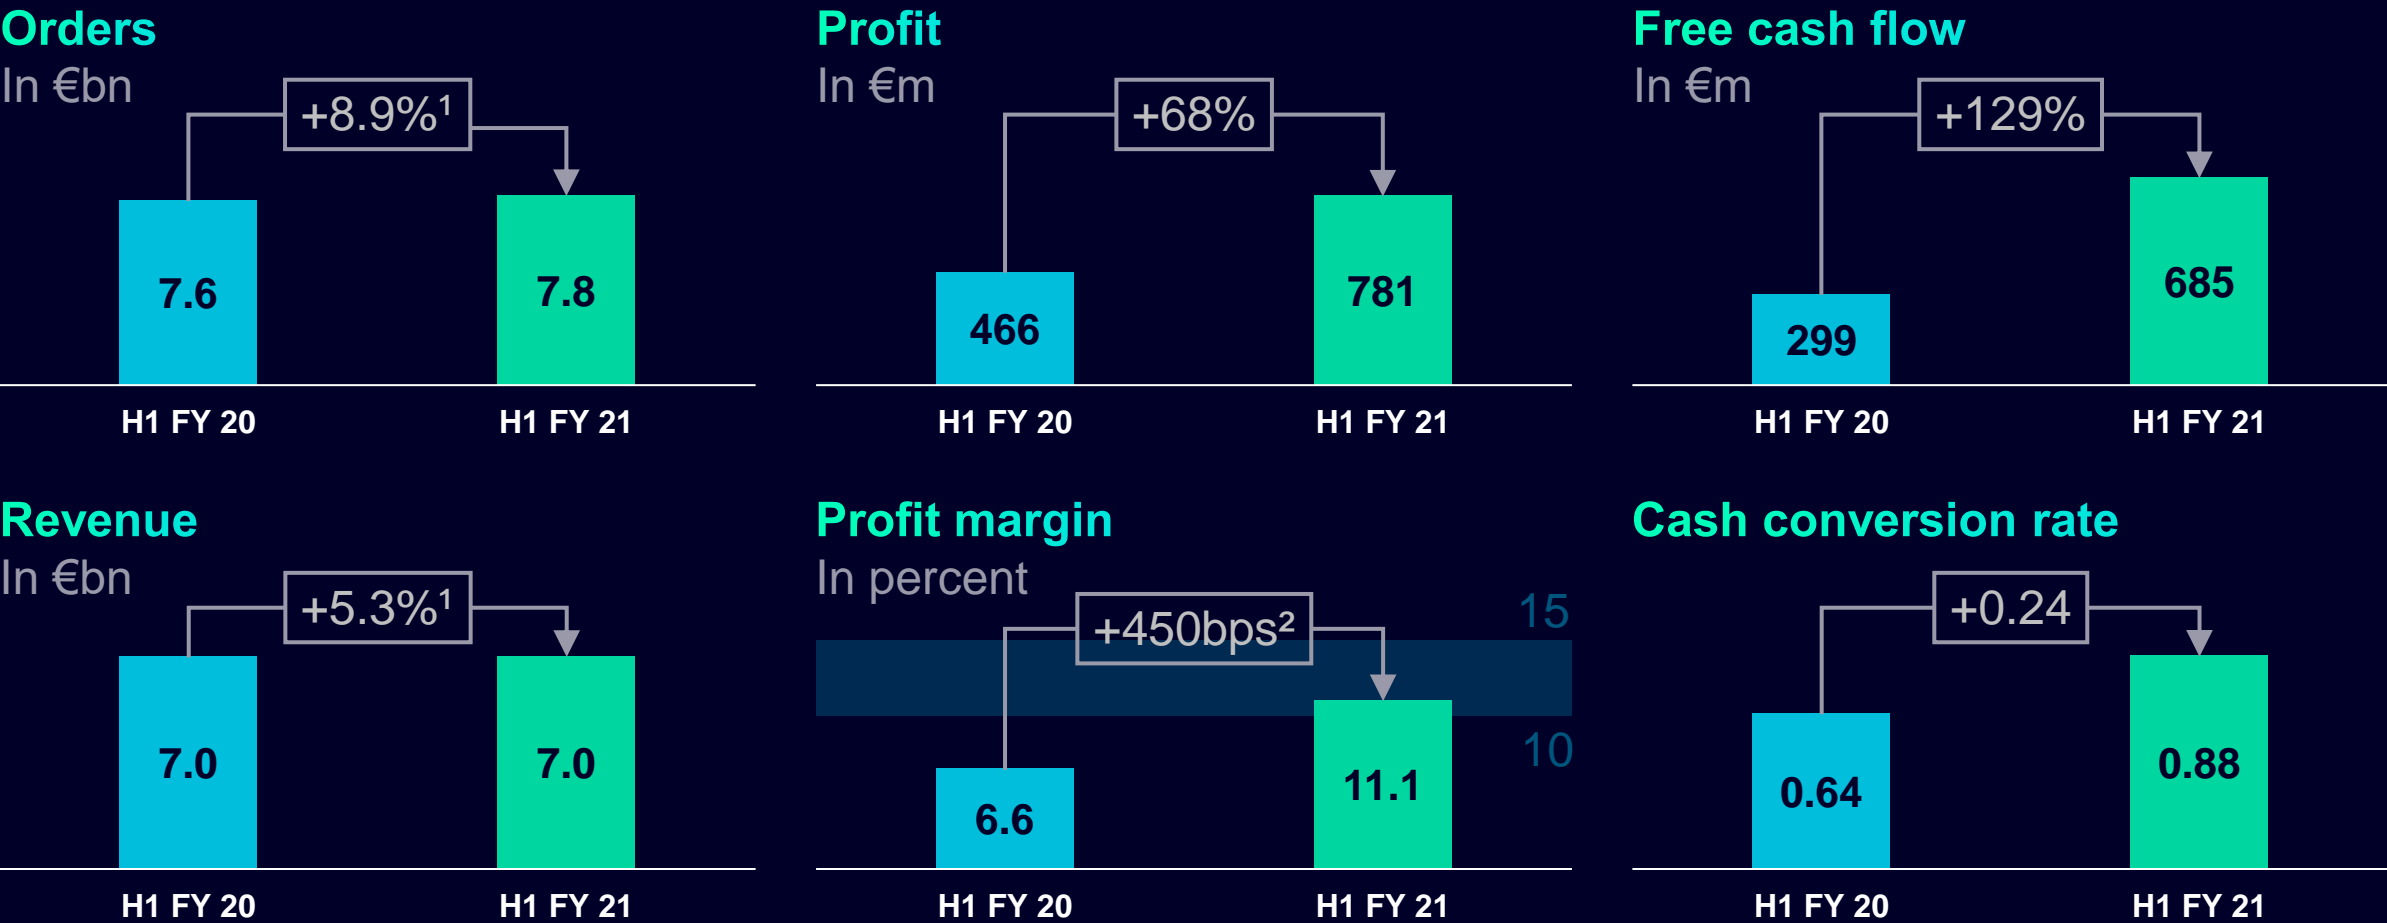 Orders
In €bn
+8.9%¹
7.6
7.8
H1 FY 20
H1 FY 21
Profit
In €m
+68%
466
781
H1 FY 20
H1 FY 21
Free cash flow
In €m
+129%
299
685
H1 FY 20
H1 FY 21
Revenue
In €bn
+5.3%¹
7.0
7.0
H1 FY 20
H1 FY 21
Profit margin
In percent
+450bps²
15
10
6.6
11.1
H1 FY 20
H1 FY 21
Cash conversion rate
+0.24
0.64
0.88
H1 FY 20
H1 FY 21